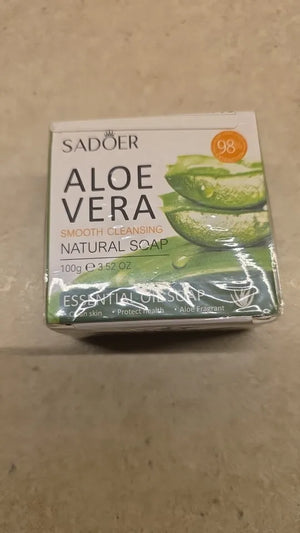 SADOER
98
ALOE
VERA
SMOOTH CLEANSING
NATURAL SOAP
100g ℮ 3.52 OZ
ESSENTIAL OIL SOAP
skin • Protect health • Aloe Fragrant